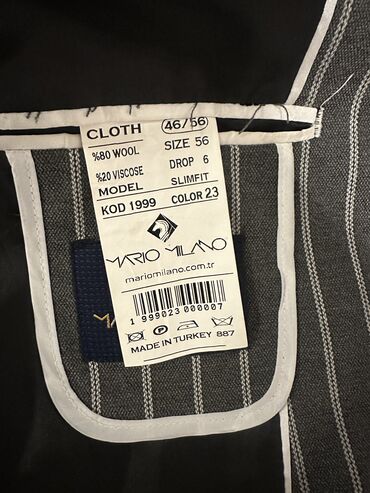 CLOTH 46/56
%80 WOOL SIZE 56
%20 VISCOSE DROP 6
MODEL SLIMFIT
KOD 1999 COLOR 23
MARIO MILANO
mariomilano.com.tr
1 999023 000007
MADE IN TURKEY 887